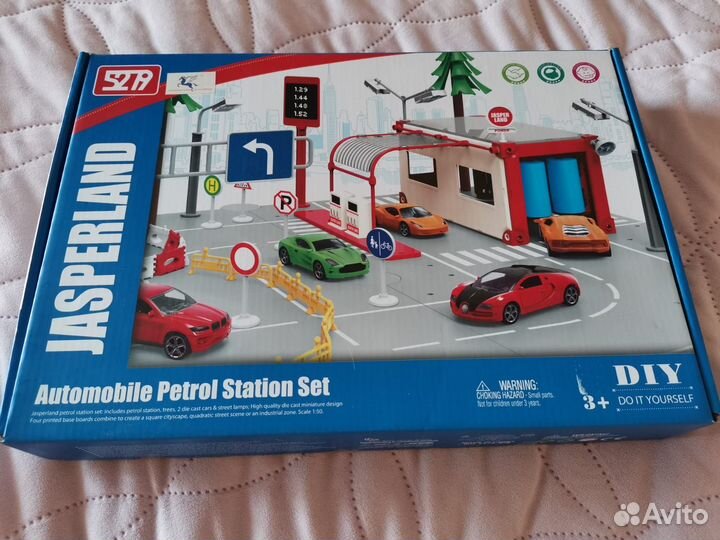 5279
JASPERLAND
1.29
1.44
1.48
1.52
H
P
JASPER
LAND
Automobile Petrol Station Set
Jasperland petrol station set: Includes petrol station, trees, 2 die cast cars & street lamps; High quality die cast miniature design
Four printed base boards combine to create a square cityscape, quadratic street scene or an industrial zone. Scale 1:50.
WARNING:
CHOKING HAZARD - Small parts.
Not for children under 3 years.
3+
DIY
DO IT YOURSELF
Avito